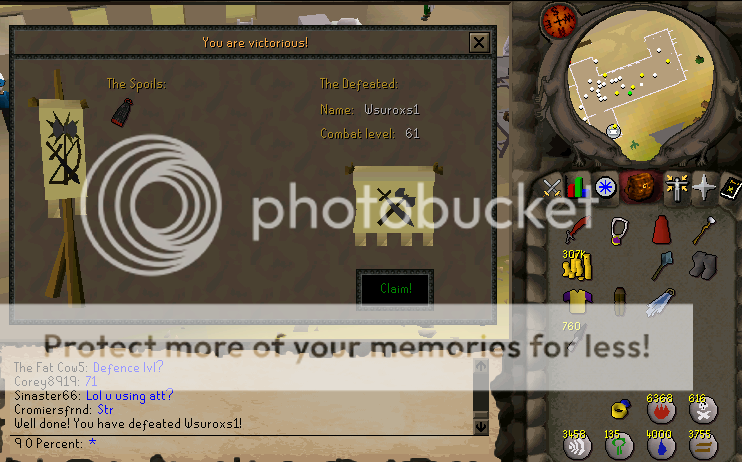 You are victorious!
The Spoils:
The Defeated:
Name: Wsuroxs1
Combat level: 61
photobucket
Claim!
307k
760
Protect more of your memories for less!
The Fat Cow5: Defence lvl?
Corey8919: 71
Sinaster66: Lol u using att?
Cromiersfrnd: Str
Well done! You have defeated Wsuroxs1!
9 0 Percent: *
6368 616
3458 135 4000 3755